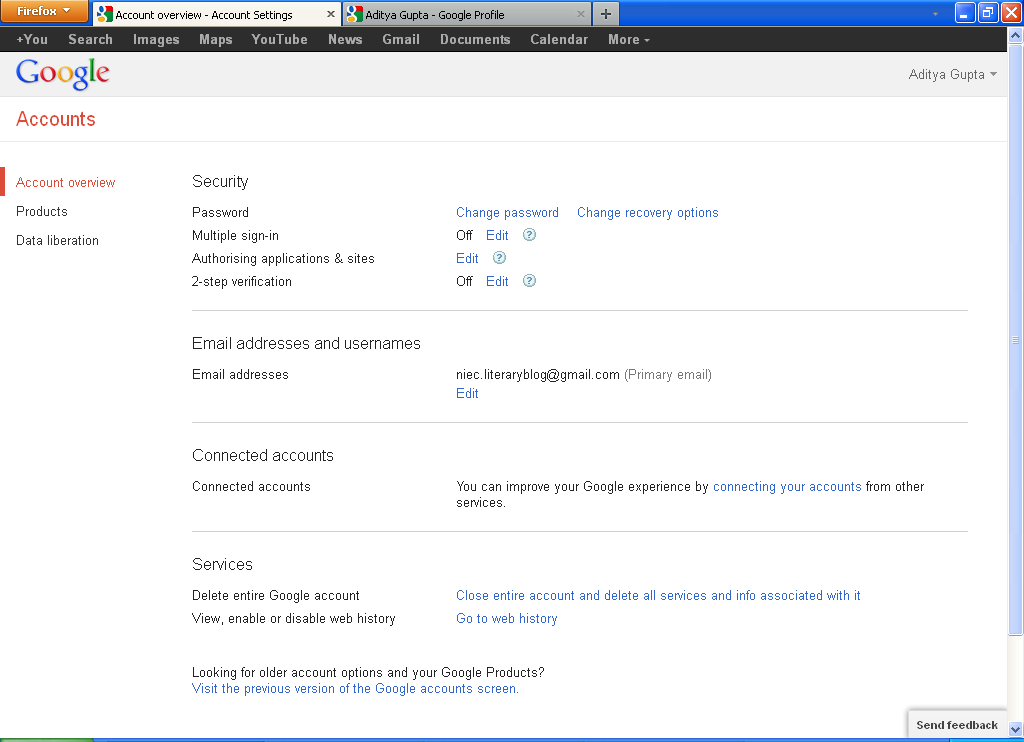 Firefox
Account overview - Account Settings
Aditya Gupta - Google Profile
+You Search Images Maps YouTube News Gmail Documents Calendar More
Google
Aditya Gupta
Accounts
Account overview
Products
Data liberation
Security
Password Change password Change recovery options
Multiple sign-in Off Edit ?
Authorising applications & sites Edit ?
2-step verification Off Edit ?
Email addresses and usernames
Email addresses niec.literaryblog@gmail.com (Primary email)
Edit
Connected accounts
Connected accounts You can improve your Google experience by connecting your accounts from other
services.
Services
Delete entire Google account Close entire account and delete all services and info associated with it
View, enable or disable web history Go to web history
Looking for older account options and your Google Products?
Visit the previous version of the Google accounts screen.
Send feedback